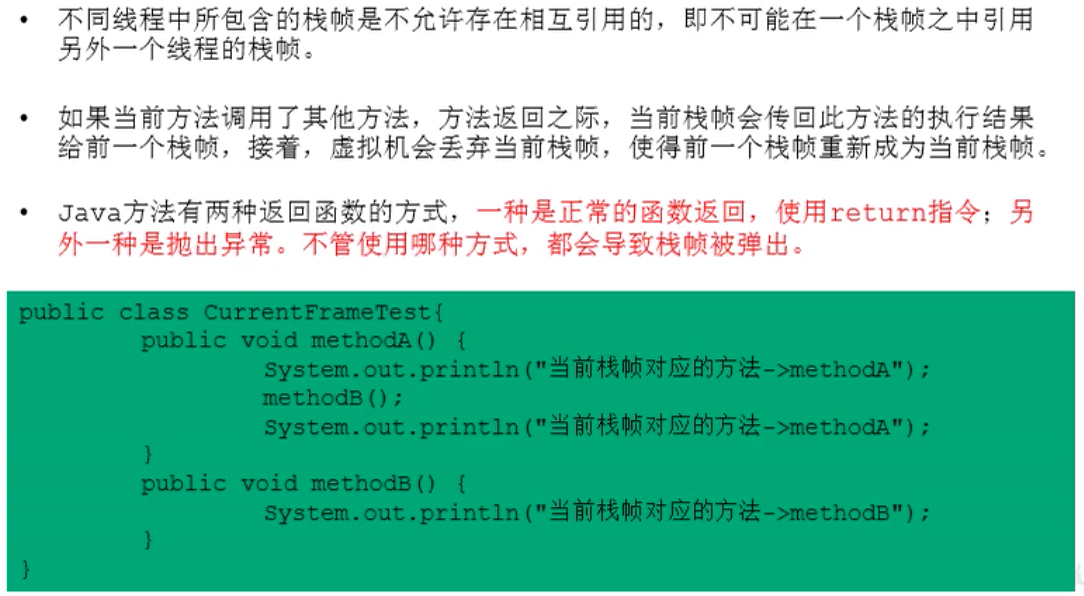 • 不同线程中所包含的栈帧是不允许存在相互引用的，即不可能在一个栈帧之中引用
另外一个线程的栈帧。
• 如果当前方法调用了其他方法，方法返回之际，当前栈帧会传回此方法的执行结果
给前一个栈帧，接着，虚拟机会丢弃当前栈帧，使得前一个栈帧重新成为当前栈帧。
• Java方法有两种返回函数的方式，一种是正常的函数返回，使用return指令；另
外一种是抛出异常。不管使用哪种方式，都会导致栈帧被弹出。
public class CurrentFrameTest{
public void methodA() {
System.out.println("当前栈帧对应的方法->methodA");
methodB();
System.out.println("当前栈帧对应的方法->methodA");
}
public void methodB() {
System.out.println("当前栈帧对应的方法->methodB");
}
}